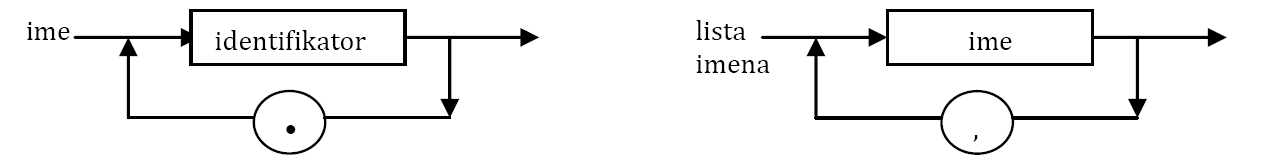 ime
identifikator
.
lista
imena
ime
,